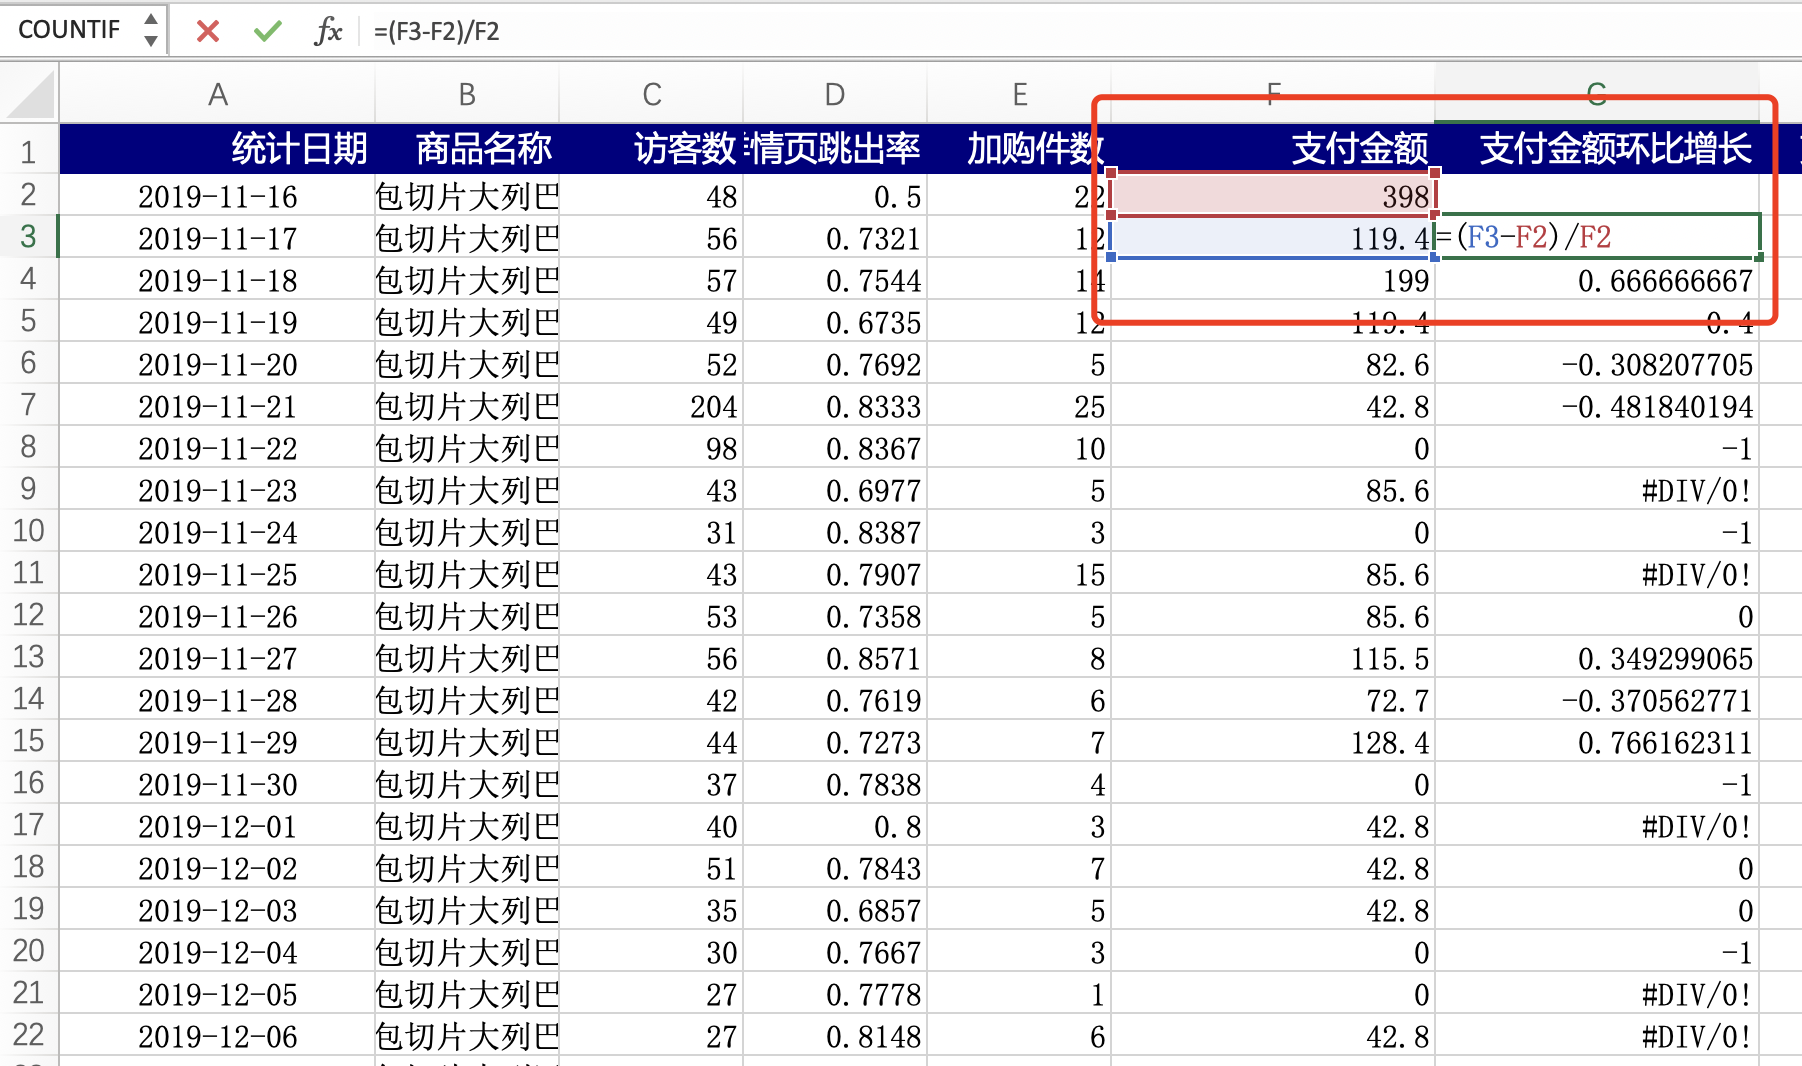 COUNTIF fx =(F3-F2)/F2
A B C D E F G
1 统计日期 商品名称 访客数 情页跳出率 加购件数 支付金额 支付金额环比增长
2 2019-11-16 包切片大列巴 48 0.5 22 398
3 2019-11-17 包切片大列巴 56 0.7321 12 119.4 =(F3-F2)/F2
4 2019-11-18 包切片大列巴 57 0.7544 14 199 0.666666667
5 2019-11-19 包切片大列巴 49 0.6735 12 119.4 0.4
6 2019-11-20 包切片大列巴 52 0.7692 5 82.6 -0.308207705
7 2019-11-21 包切片大列巴 204 0.8333 25 42.8 -0.481840194
8 2019-11-22 包切片大列巴 98 0.8367 10 0 -1
9 2019-11-23 包切片大列巴 43 0.6977 5 85.6 #DIV/0!
10 2019-11-24 包切片大列巴 31 0.8387 3 0 -1
11 2019-11-25 包切片大列巴 43 0.7907 15 85.6 #DIV/0!
12 2019-11-26 包切片大列巴 53 0.7358 5 85.6 0
13 2019-11-27 包切片大列巴 56 0.8571 8 115.5 0.349299065
14 2019-11-28 包切片大列巴 42 0.7619 6 72.7 -0.370562771
15 2019-11-29 包切片大列巴 44 0.7273 7 128.4 0.766162311
16 2019-11-30 包切片大列巴 37 0.7838 4 0 -1
17 2019-12-01 包切片大列巴 40 0.8 3 42.8 #DIV/0!
18 2019-12-02 包切片大列巴 51 0.7843 7 42.8 0
19 2019-12-03 包切片大列巴 35 0.6857 5 42.8 0
20 2019-12-04 包切片大列巴 30 0.7667 3 0 -1
21 2019-12-05 包切片大列巴 27 0.7778 1 0 #DIV/0!
22 2019-12-06 包切片大列巴 27 0.8148 6 42.8 #DIV/0!